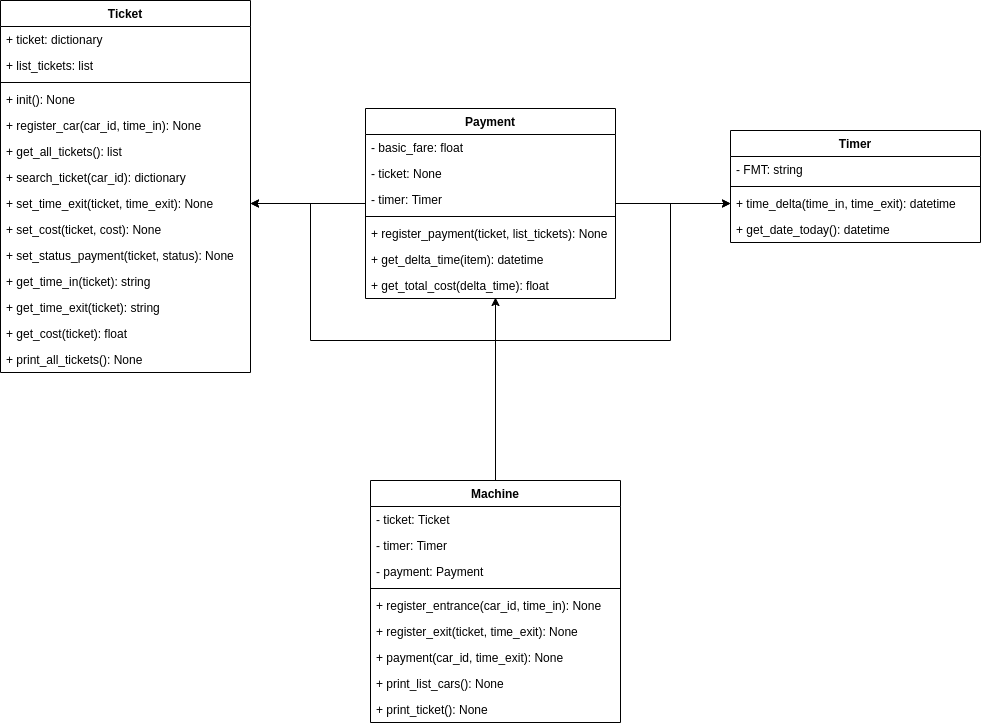 Ticket
+ ticket: dictionary
+ list_tickets: list
+ init(): None
+ register_car(car_id, time_in): None
+ get_all_tickets(): list
+ search_ticket(car_id): dictionary
+ set_time_exit(ticket, time_exit): None
+ set_cost(ticket, cost): None
+ set_status_payment(ticket, status): None
+ get_time_in(ticket): string
+ get_time_exit(ticket): string
+ get_cost(ticket): float
+ print_all_tickets(): None
Payment
- basic_fare: float
- ticket: None
- timer: Timer
+ register_payment(ticket, list_tickets): None
+ get_delta_time(item): datetime
+ get_total_cost(delta_time): float
Timer
- FMT: string
+ time_delta(time_in, time_exit): datetime
+ get_date_today(): datetime
Machine
- ticket: Ticket
- timer: Timer
- payment: Payment
+ register_entrance(car_id, time_in): None
+ register_exit(ticket, time_exit): None
+ payment(car_id, time_exit): None
+ print_list_cars(): None
+ print_ticket(): None